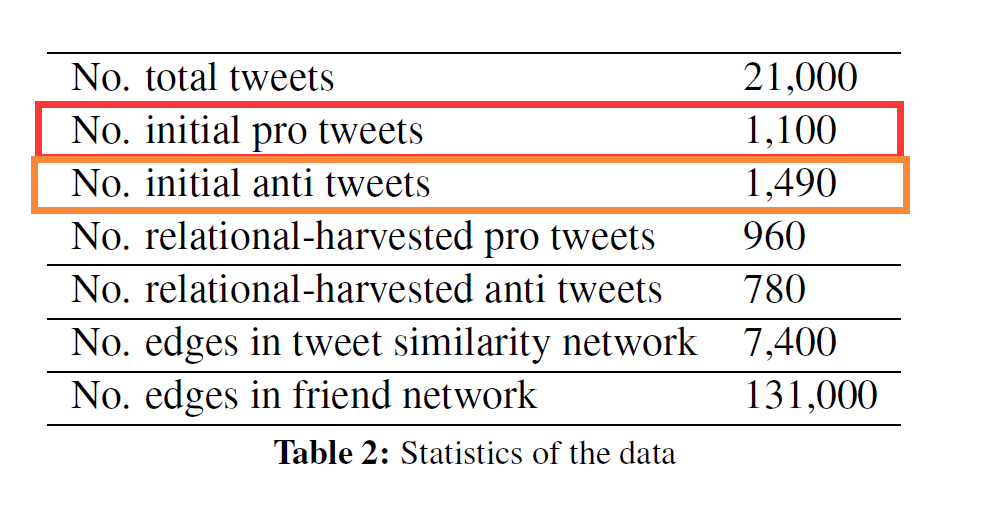 No. total tweets 21,000
No. initial pro tweets 1,100
No. initial anti tweets 1,490
No. relational-harvested pro tweets 960
No. relational-harvested anti tweets 780
No. edges in tweet similarity network 7,400
No. edges in friend network 131,000
Table 2: Statistics of the data